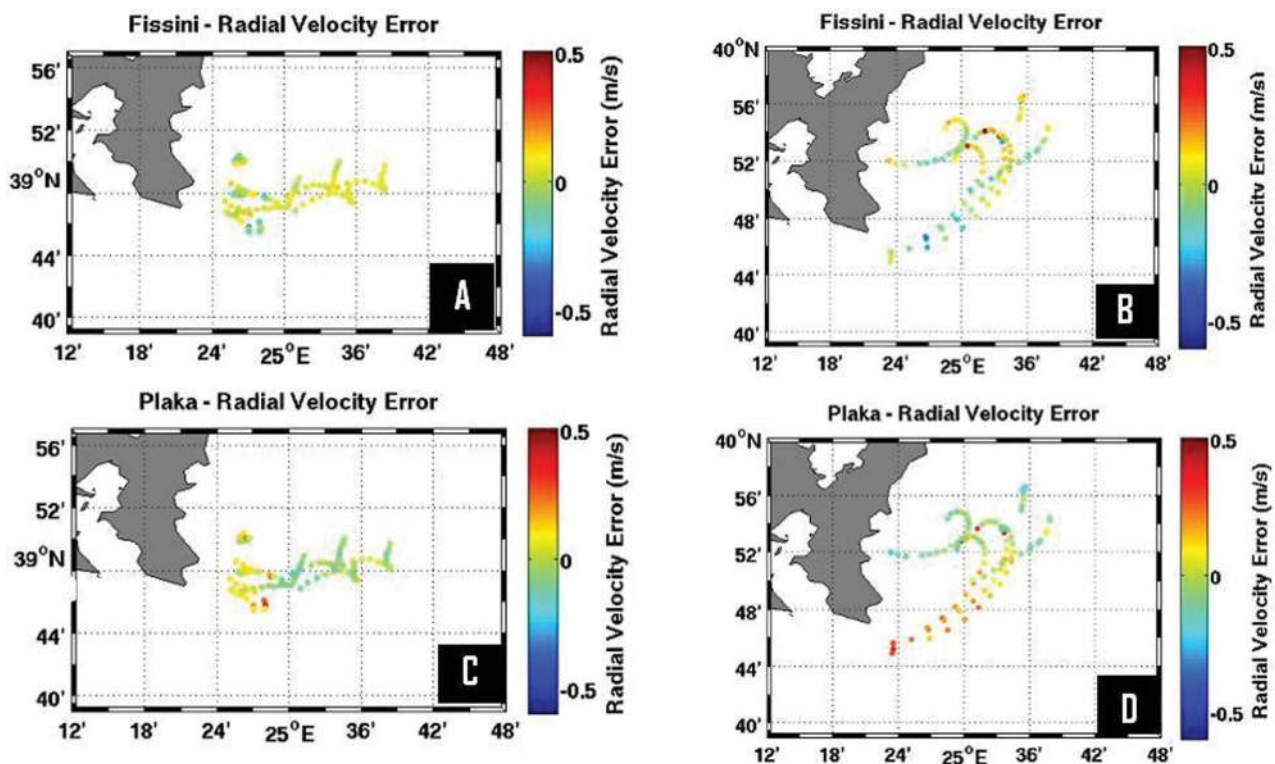 Fissini - Radial Velocity Error
56'
52'
39°N
44'
40'
12'
18'
24'
25°E
36'
42'
48'
0.5
0
-0.5
Radial Velocity Error (m/s)
A
Fissini - Radial Velocity Error
40°N
56'
52'
48'
44'
40'
12'
18'
24'
25°E
36'
42'
48'
0.5
0
-0.5
Radial Velocity Error (m/s)
B
Plaka - Radial Velocity Error
56'
52'
39°N
44'
40'
12'
18'
24'
25°E
36'
42'
48'
0.5
0
-0.5
Radial Velocity Error (m/s)
C
Plaka - Radial Velocity Error
40°N
56'
52'
48'
44'
40'
12'
18'
24'
25°E
36'
42'
48'
0.5
0
-0.5
Radial Velocity Error (m/s)
D